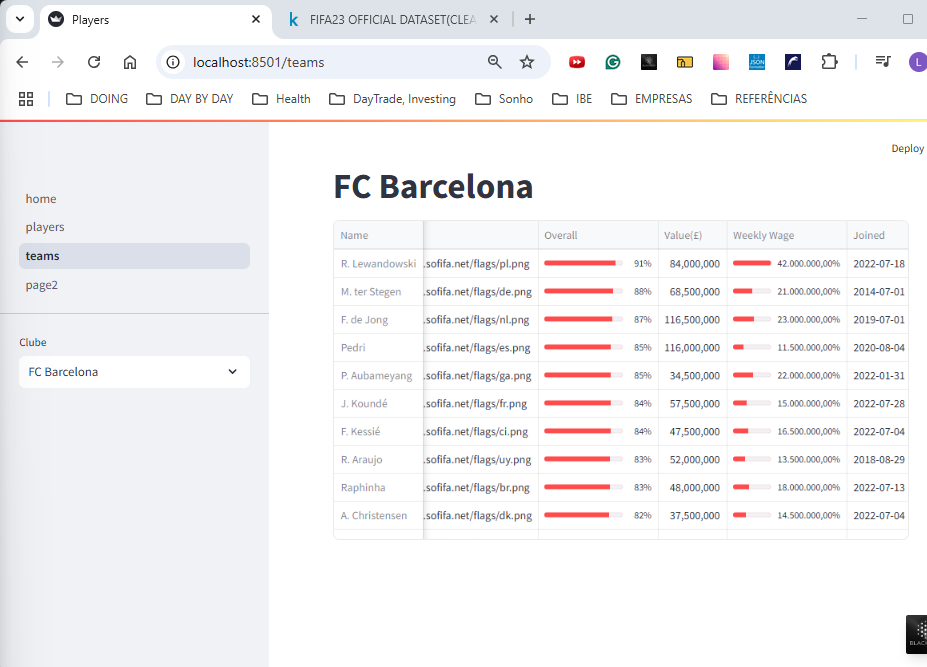 Players
FIFA23 OFFICIAL DATASET(CLEA
localhost:8501/teams
DOING DAY BY DAY Health DayTrade, Investing Sonho IBE EMPRESAS REFERÊNCIAS
Deploy
home
players
teams
page2
Clube
FC Barcelona
FC Barcelona
Name Overall Value(£) Weekly Wage Joined
R. Lewandowski .sofifa.net/flags/pl.png 91% 84,000,000 42.000.000,00% 2022-07-18
M. ter Stegen .sofifa.net/flags/de.png 88% 68,500,000 21.000.000,00% 2014-07-01
F. de Jong .sofifa.net/flags/nl.png 87% 116,500,000 23.000.000,00% 2019-07-01
Pedri .sofifa.net/flags/es.png 85% 116,000,000 11.500.000,00% 2020-08-04
P. Aubameyang .sofifa.net/flags/ga.png 85% 34,500,000 22.000.000,00% 2022-01-31
J. Koundé .sofifa.net/flags/fr.png 84% 57,500,000 15.000.000,00% 2022-07-28
F. Kessié .sofifa.net/flags/ci.png 84% 47,500,000 16.500.000,00% 2022-07-04
R. Araujo .sofifa.net/flags/uy.png 83% 52,000,000 13.500.000,00% 2018-08-29
Raphinha .sofifa.net/flags/br.png 83% 48,000,000 18.000.000,00% 2022-07-13
A. Christensen .sofifa.net/flags/dk.png 82% 37,500,000 14.500.000,00% 2022-07-04